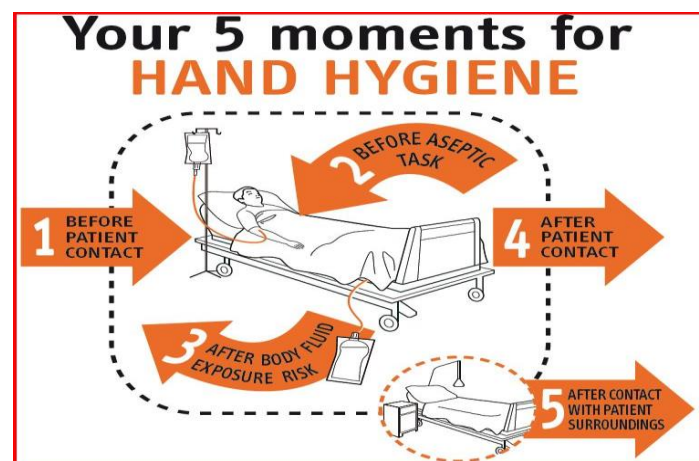 Your 5 moments for
HAND HYGIENE
1 BEFORE
PATIENT
CONTACT
2 BEFORE ASEPTIC
TASK
3 AFTER BODY FLUID
EXPOSURE RISK
4 AFTER
PATIENT
CONTACT
5 AFTER CONTACT
WITH PATIENT
SURROUNDINGS